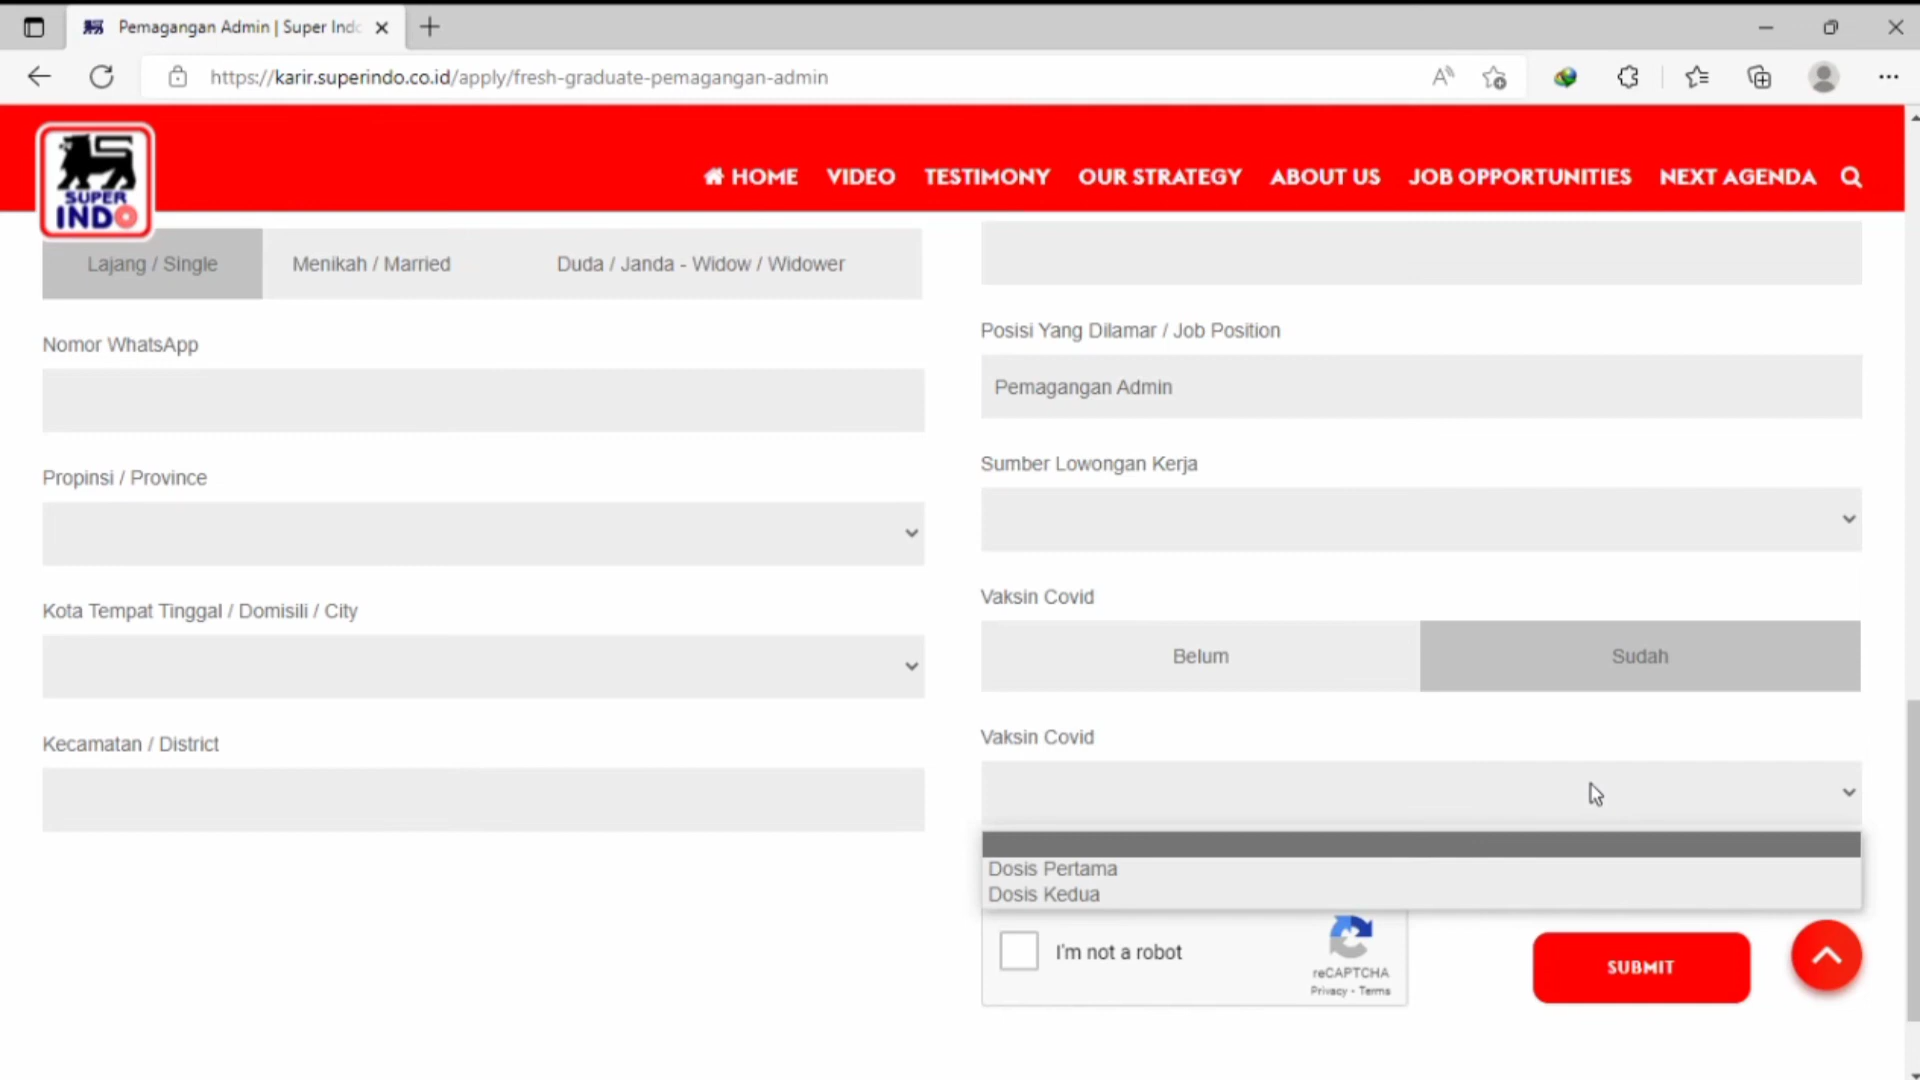 Pemagangan Admin | Super Indo
https://karir.superindo.co.id/apply/fresh-graduate-pemagangan-admin
SUPER
INDO
HOME
VIDEO
TESTIMONY
OUR STRATEGY
ABOUT US
JOB OPPORTUNITIES
NEXT AGENDA
Lajang / Single
Menikah / Married
Duda / Janda - Widow / Widower
Nomor WhatsApp
Propinsi / Province
Kota Tempat Tinggal / Domisili / City
Kecamatan / District
Posisi Yang Dilamar / Job Position
Pemagangan Admin
Sumber Lowongan Kerja
Vaksin Covid
Belum
Sudah
Vaksin Covid
Dosis Pertama
Dosis Kedua
I'm not a robot
reCAPTCHA
Privacy - Terms
SUBMIT